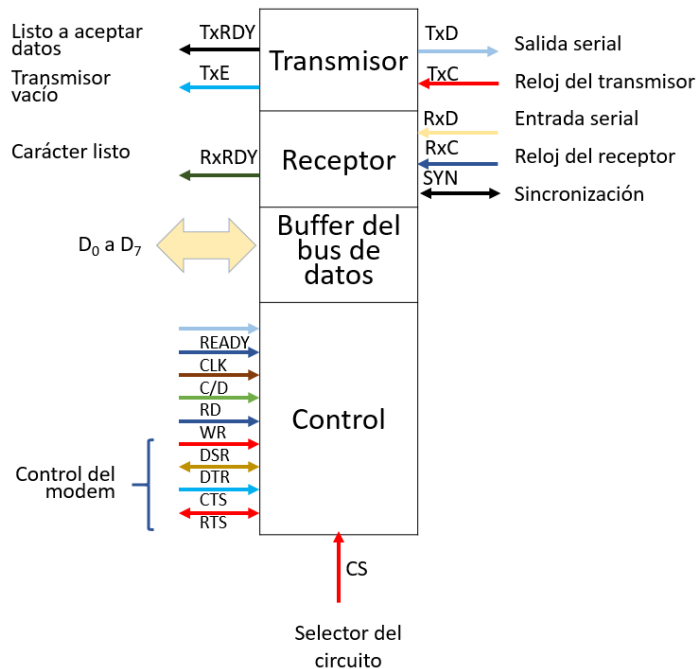 Listo a aceptar
datos
TxRDY
Transmisor
vacío
TxE
Transmisor
TxD
Salida serial
TxC
Reloj del transmisor
RxD
Entrada serial
Carácter listo
RxRDY
Receptor
RxC
Reloj del receptor
SYN
Sincronización
D₀ a D₇
Buffer del
bus de
datos
READY
CLK
C/D
RD
WR
DSR
DTR
CTS
RTS
Control del
modem
Control
CS
Selector del
circuito